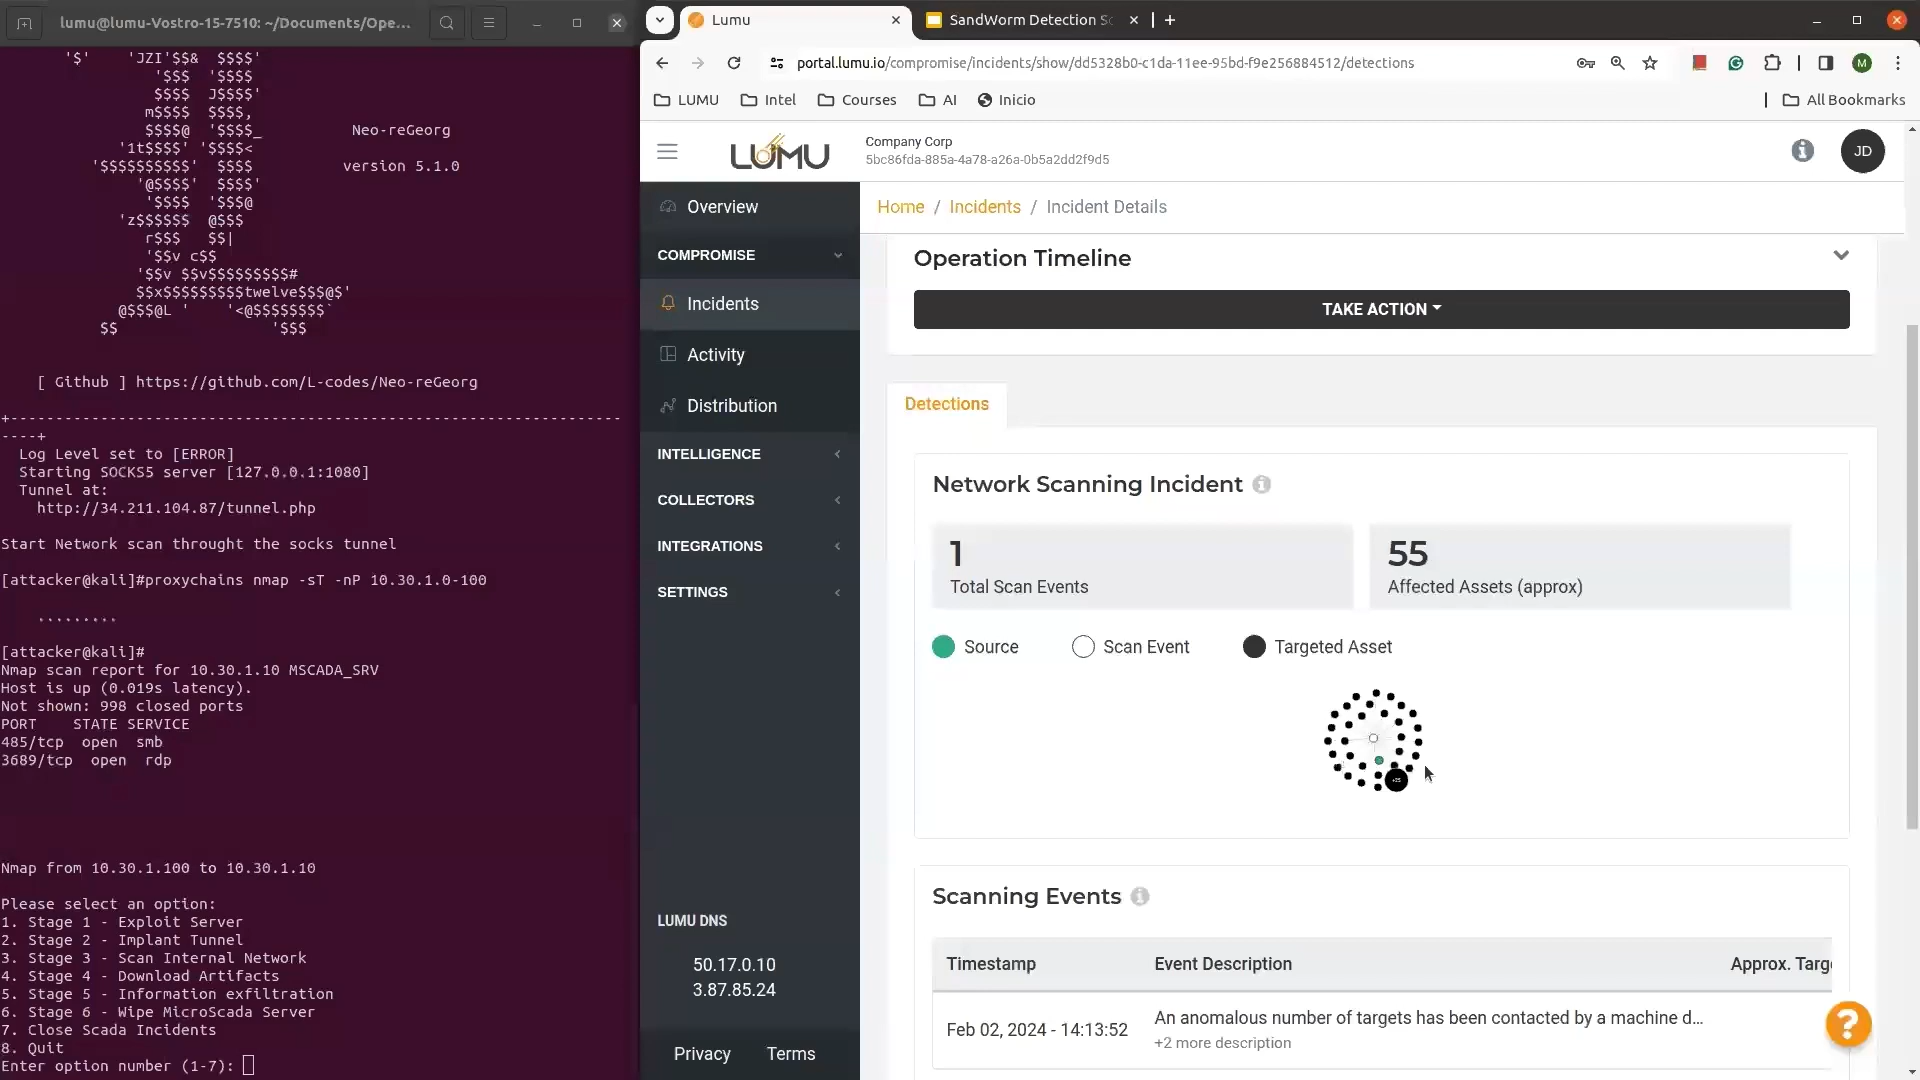 lumu@lumu-Vostro-15-7510: ~/Documents/Ope...
'$'     'JZI'$$&  $$$$'
'$$$  '$$$$
$$$$  J$$$$'
m$$$$  $$$$,
$$$$@  '$$$$_          Neo-reGeorg
'1t$$$$' '$$$$<
'$$$$$$$$$$'  $$$$          version 5.1.0
'@$$$$'  $$$$'
'$$$$  '$$$@
'z$$$$$$  @$$$
r$$$   $$|
'$$v c$$
'$$v $$v$$$$$$$$$#
$$x$$$$$$$$$twelve$$$@$'
@$$$@L '    '<@$$$$$$$$`
$$                 '$$$
[ Github ] https://github.com/L-codes/Neo-reGeorg
+--------------------------------------------------------------------
----+
Log Level set to [ERROR]
Starting SOCKS5 server [127.0.0.1:1080]
Tunnel at:
http://34.211.104.87/tunnel.php
Start Network scan throught the socks tunnel
[attacker@kali]#proxychains nmap -sT -nP 10.30.1.0-100
.........
[attacker@kali]#
Nmap scan report for 10.30.1.10 MSCADA_SRV
Host is up (0.019s latency).
Not shown: 998 closed ports
PORT    STATE SERVICE
485/tcp  open  smb
3689/tcp  open  rdp
Nmap from 10.30.1.100 to 10.30.1.10
Please select an option:
1. Stage 1 - Exploit Server
2. Stage 2 - Implant Tunnel
3. Stage 3 - Scan Internal Network
4. Stage 4 - Download Artifacts
5. Stage 5 - Information exfiltration
6. Stage 6 - Wipe MicroScada Server
7. Close Scada Incidents
8. Quit
Enter option number (1-7):
Lumu
SandWorm Detection Sc
portal.lumu.io/compromise/incidents/show/dd5328b0-c1da-11ee-95bd-f9e256884512/detections
M
LUMU
Intel
Courses
AI
Inicio
All Bookmarks
LUMU
Company Corp
5bc86fda-885a-4a78-a26a-0b5a2dd2f9d5
JD
Overview
COMPROMISE
Incidents
Activity
Distribution
INTELLIGENCE
COLLECTORS
INTEGRATIONS
SETTINGS
LUMU DNS
50.17.0.10
3.87.85.24
Privacy
Terms
Home / Incidents / Incident Details
Operation Timeline
TAKE ACTION
Detections
Network Scanning Incident
1
Total Scan Events
55
Affected Assets (approx)
Source
Scan Event
Targeted Asset
Scanning Events
Timestamp
Event Description
Approx. Targ
Feb 02, 2024 - 14:13:52
An anomalous number of targets has been contacted by a machine d...
+2 more description
?